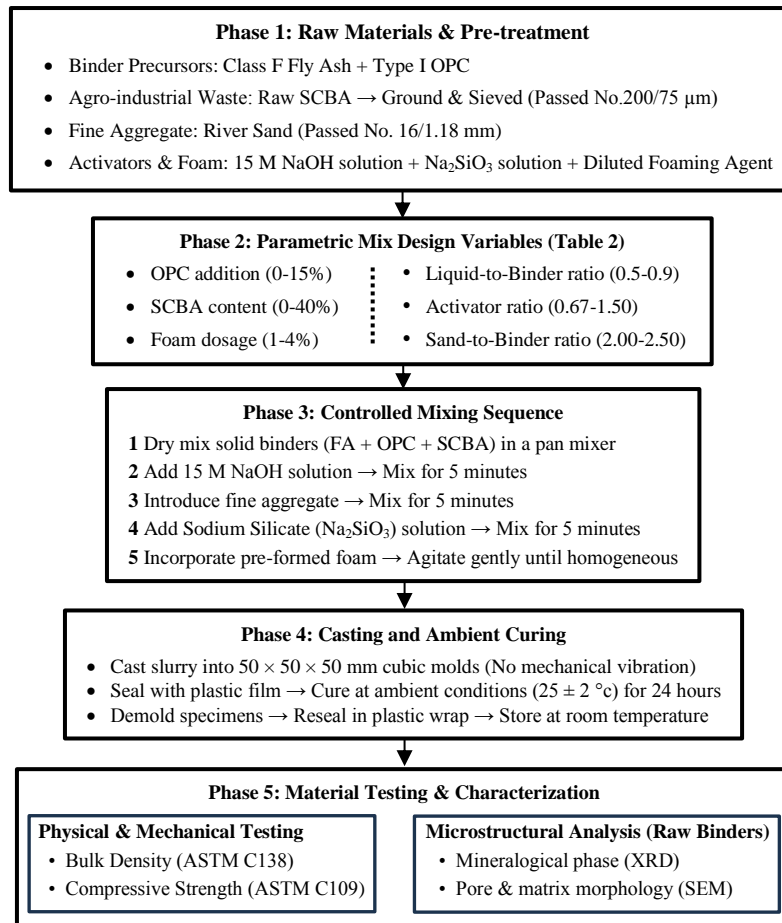 Phase 1: Raw Materials & Pre-treatment
• Binder Precursors: Class F Fly Ash + Type I OPC
• Agro-industrial Waste: Raw SCBA → Ground & Sieved (Passed No.200/75 µm)
• Fine Aggregate: River Sand (Passed No. 16/1.18 mm)
• Activators & Foam: 15 M NaOH solution + Na₂SiO₃ solution + Diluted Foaming Agent
Phase 2: Parametric Mix Design Variables (Table 2)
• OPC addition (0-15%)
• SCBA content (0-40%)
• Foam dosage (1-4%)
• Liquid-to-Binder ratio (0.5-0.9)
• Activator ratio (0.67-1.50)
• Sand-to-Binder ratio (2.00-2.50)
Phase 3: Controlled Mixing Sequence
1 Dry mix solid binders (FA + OPC + SCBA) in a pan mixer
2 Add 15 M NaOH solution → Mix for 5 minutes
3 Introduce fine aggregate → Mix for 5 minutes
4 Add Sodium Silicate (Na₂SiO₃) solution → Mix for 5 minutes
5 Incorporate pre-formed foam → Agitate gently until homogeneous
Phase 4: Casting and Ambient Curing
• Cast slurry into 50 × 50 × 50 mm cubic molds (No mechanical vibration)
• Seal with plastic film → Cure at ambient conditions (25 ± 2 °c) for 24 hours
• Demold specimens → Reseal in plastic wrap → Store at room temperature
Phase 5: Material Testing & Characterization
Physical & Mechanical Testing
• Bulk Density (ASTM C138)
• Compressive Strength (ASTM C109)
Microstructural Analysis (Raw Binders)
• Mineralogical phase (XRD)
• Pore & matrix morphology (SEM)